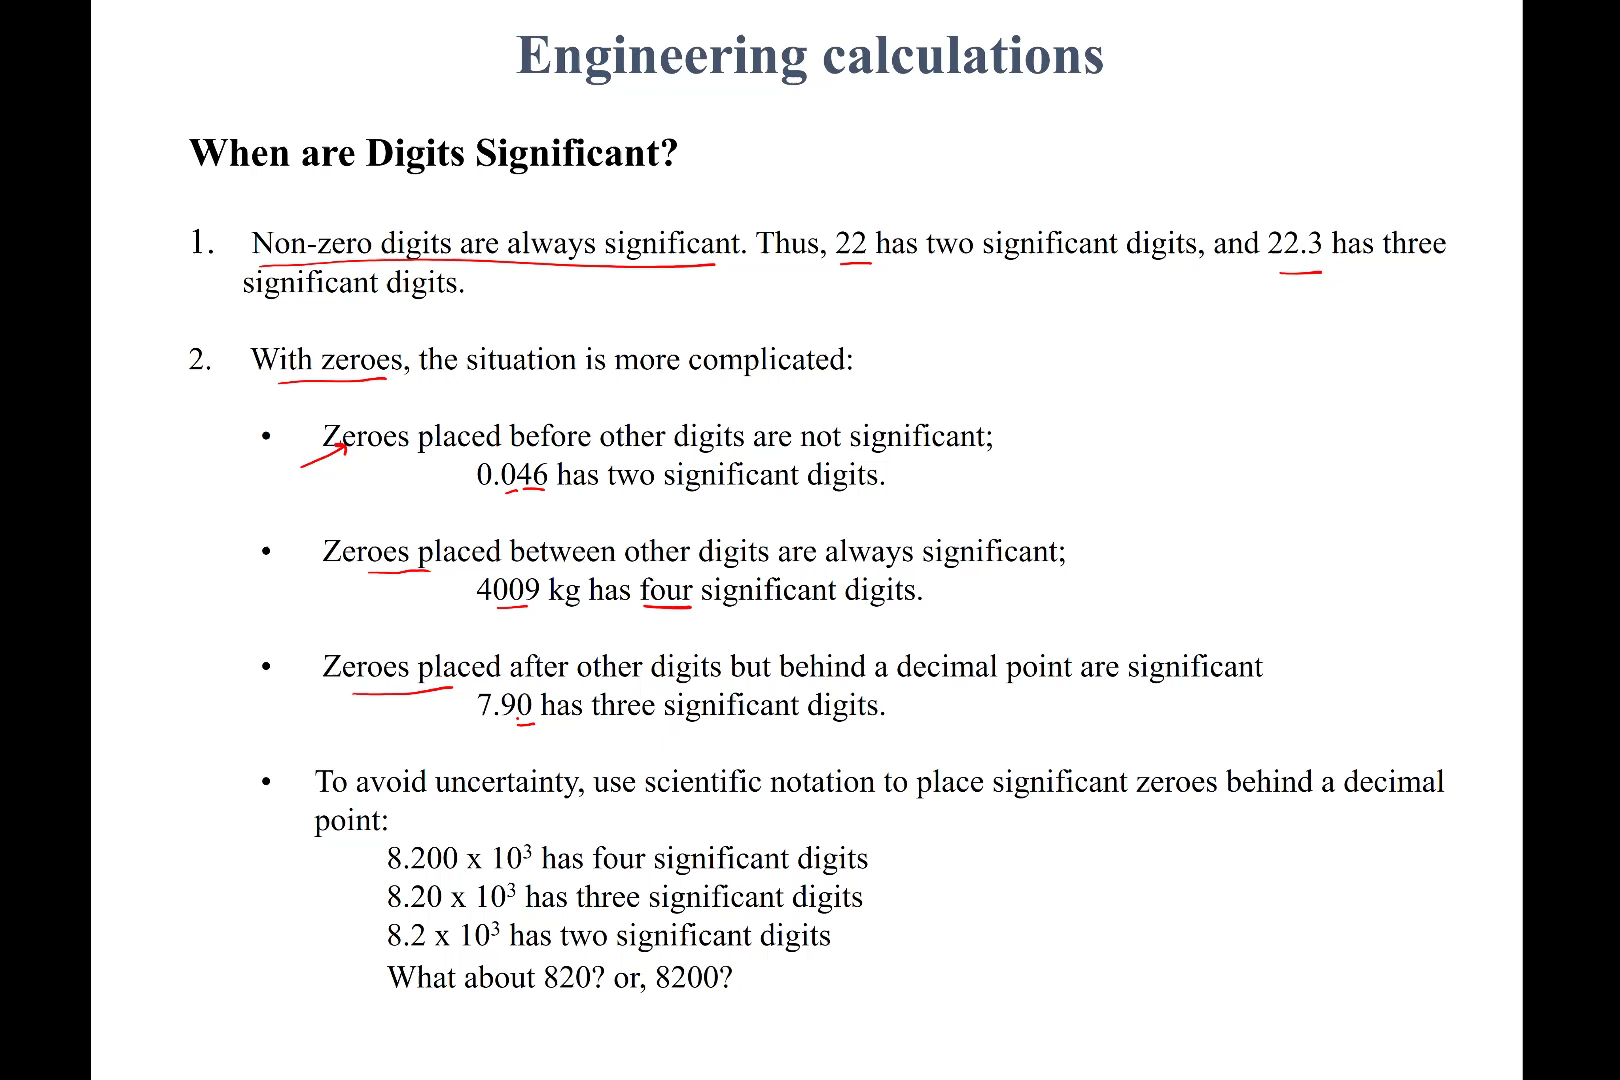 Engineering calculations
When are Digits Significant?
1. Non-zero digits are always significant. Thus, 22 has two significant digits, and 22.3 has three
significant digits.
2. With zeroes, the situation is more complicated:
• Zeroes placed before other digits are not significant;
0.046 has two significant digits.
• Zeroes placed between other digits are always significant;
4009 kg has four significant digits.
• Zeroes placed after other digits but behind a decimal point are significant
7.90 has three significant digits.
• To avoid uncertainty, use scientific notation to place significant zeroes behind a decimal
point:
8.200 x 10³ has four significant digits
8.20 x 10³ has three significant digits
8.2 x 10³ has two significant digits
What about 820? or, 8200?